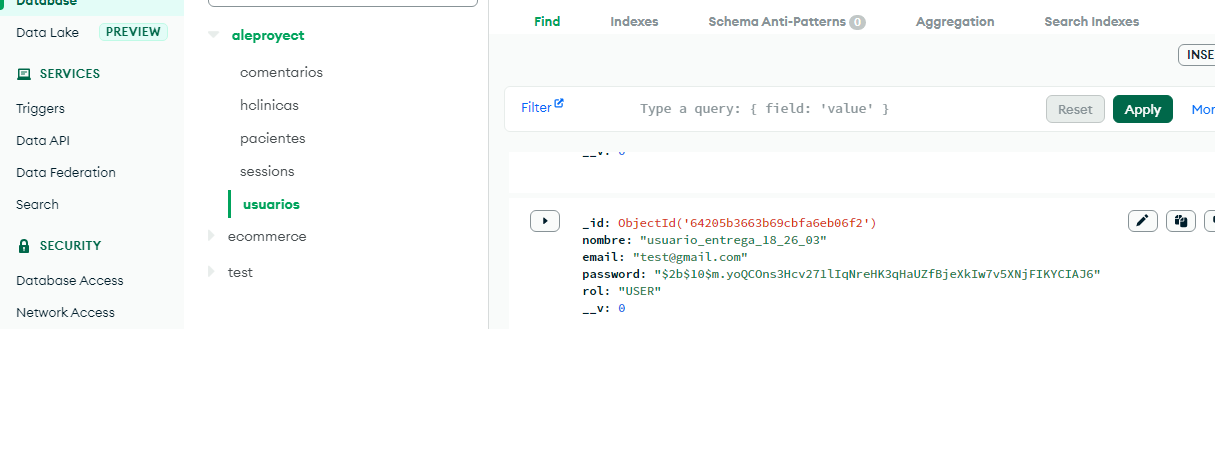 Database
Data Lake PREVIEW
SERVICES
Triggers
Data API
Data Federation
Search
SECURITY
Database Access
Network Access
aleproyect
comentarios
hclinicas
pacientes
sessions
usuarios
ecommerce
test
Find Indexes Schema Anti-Patterns 0 Aggregation Search Indexes
INSE
Filter Type a query: { field: 'value' } Reset Apply Mor
__v: 0
_id: ObjectId('64205b3663b69cbfa6eb06f2')
nombre: "usuario_entrega_18_26_03"
email: "test@gmail.com"
password: "$2b$10$m.yoQCOns3Hcv271lIqNreHK3qHaUZfBjeXkIw7v5XNjFIKYCIAJ6"
rol: "USER"
__v: 0